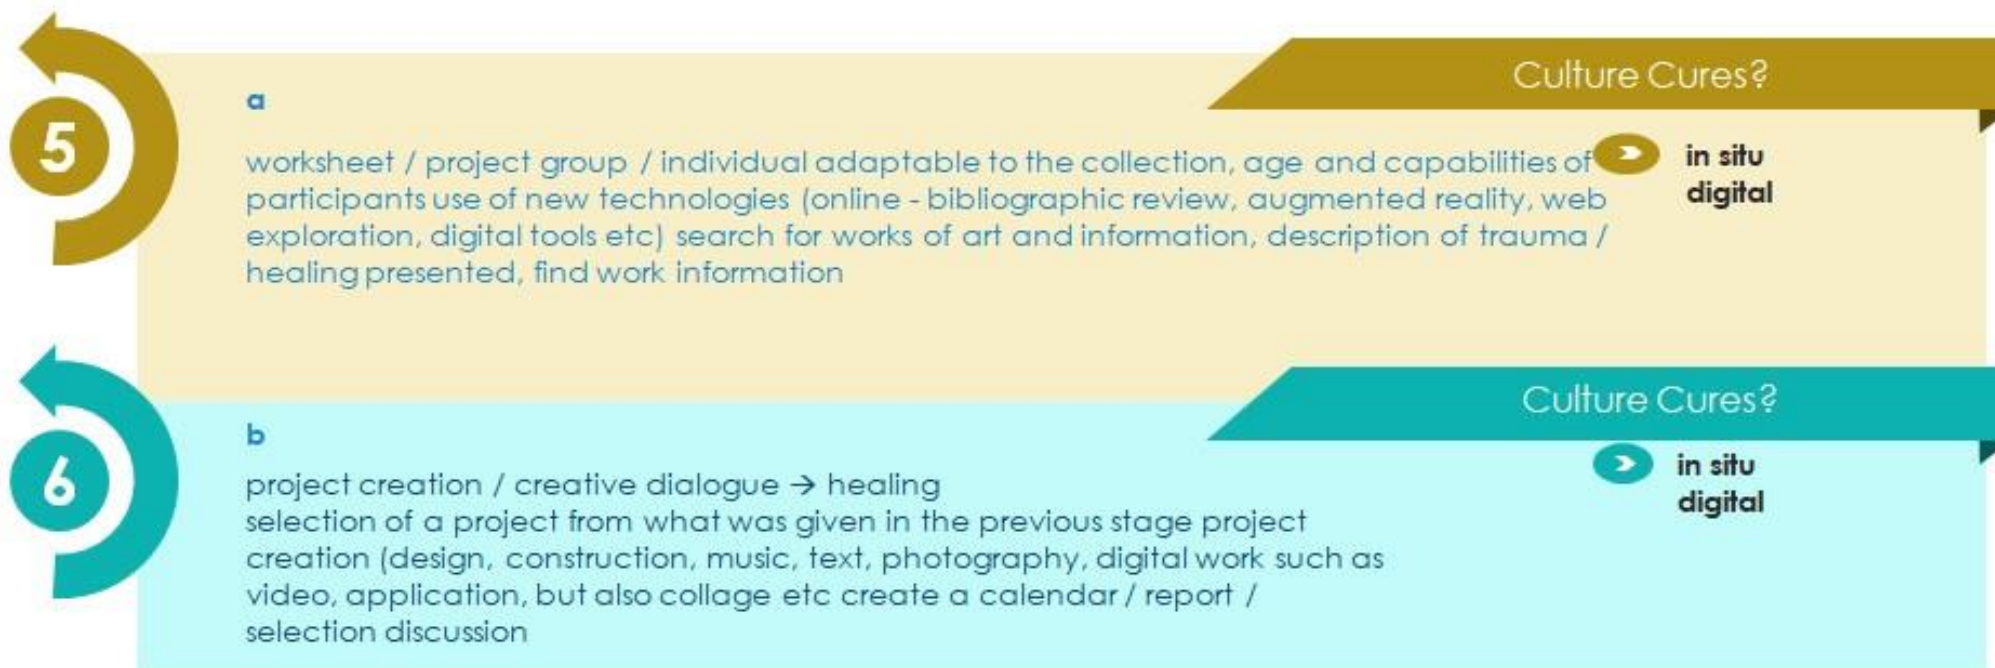 Culture Cures?
5
a
worksheet / project group / individual adaptable to the collection, age and capabilities of
participants use of new technologies (online - bibliographic review, augmented reality, web
exploration, digital tools etc) search for works of art and information, description of trauma /
healing presented, find work information
in situ
digital
Culture Cures?
6
b
project creation / creative dialogue → healing
selection of a project from what was given in the previous stage project
creation (design, construction, music, text, photography, digital work such as
video, application, but also collage etc create a calendar / report /
selection discussion
in situ
digital